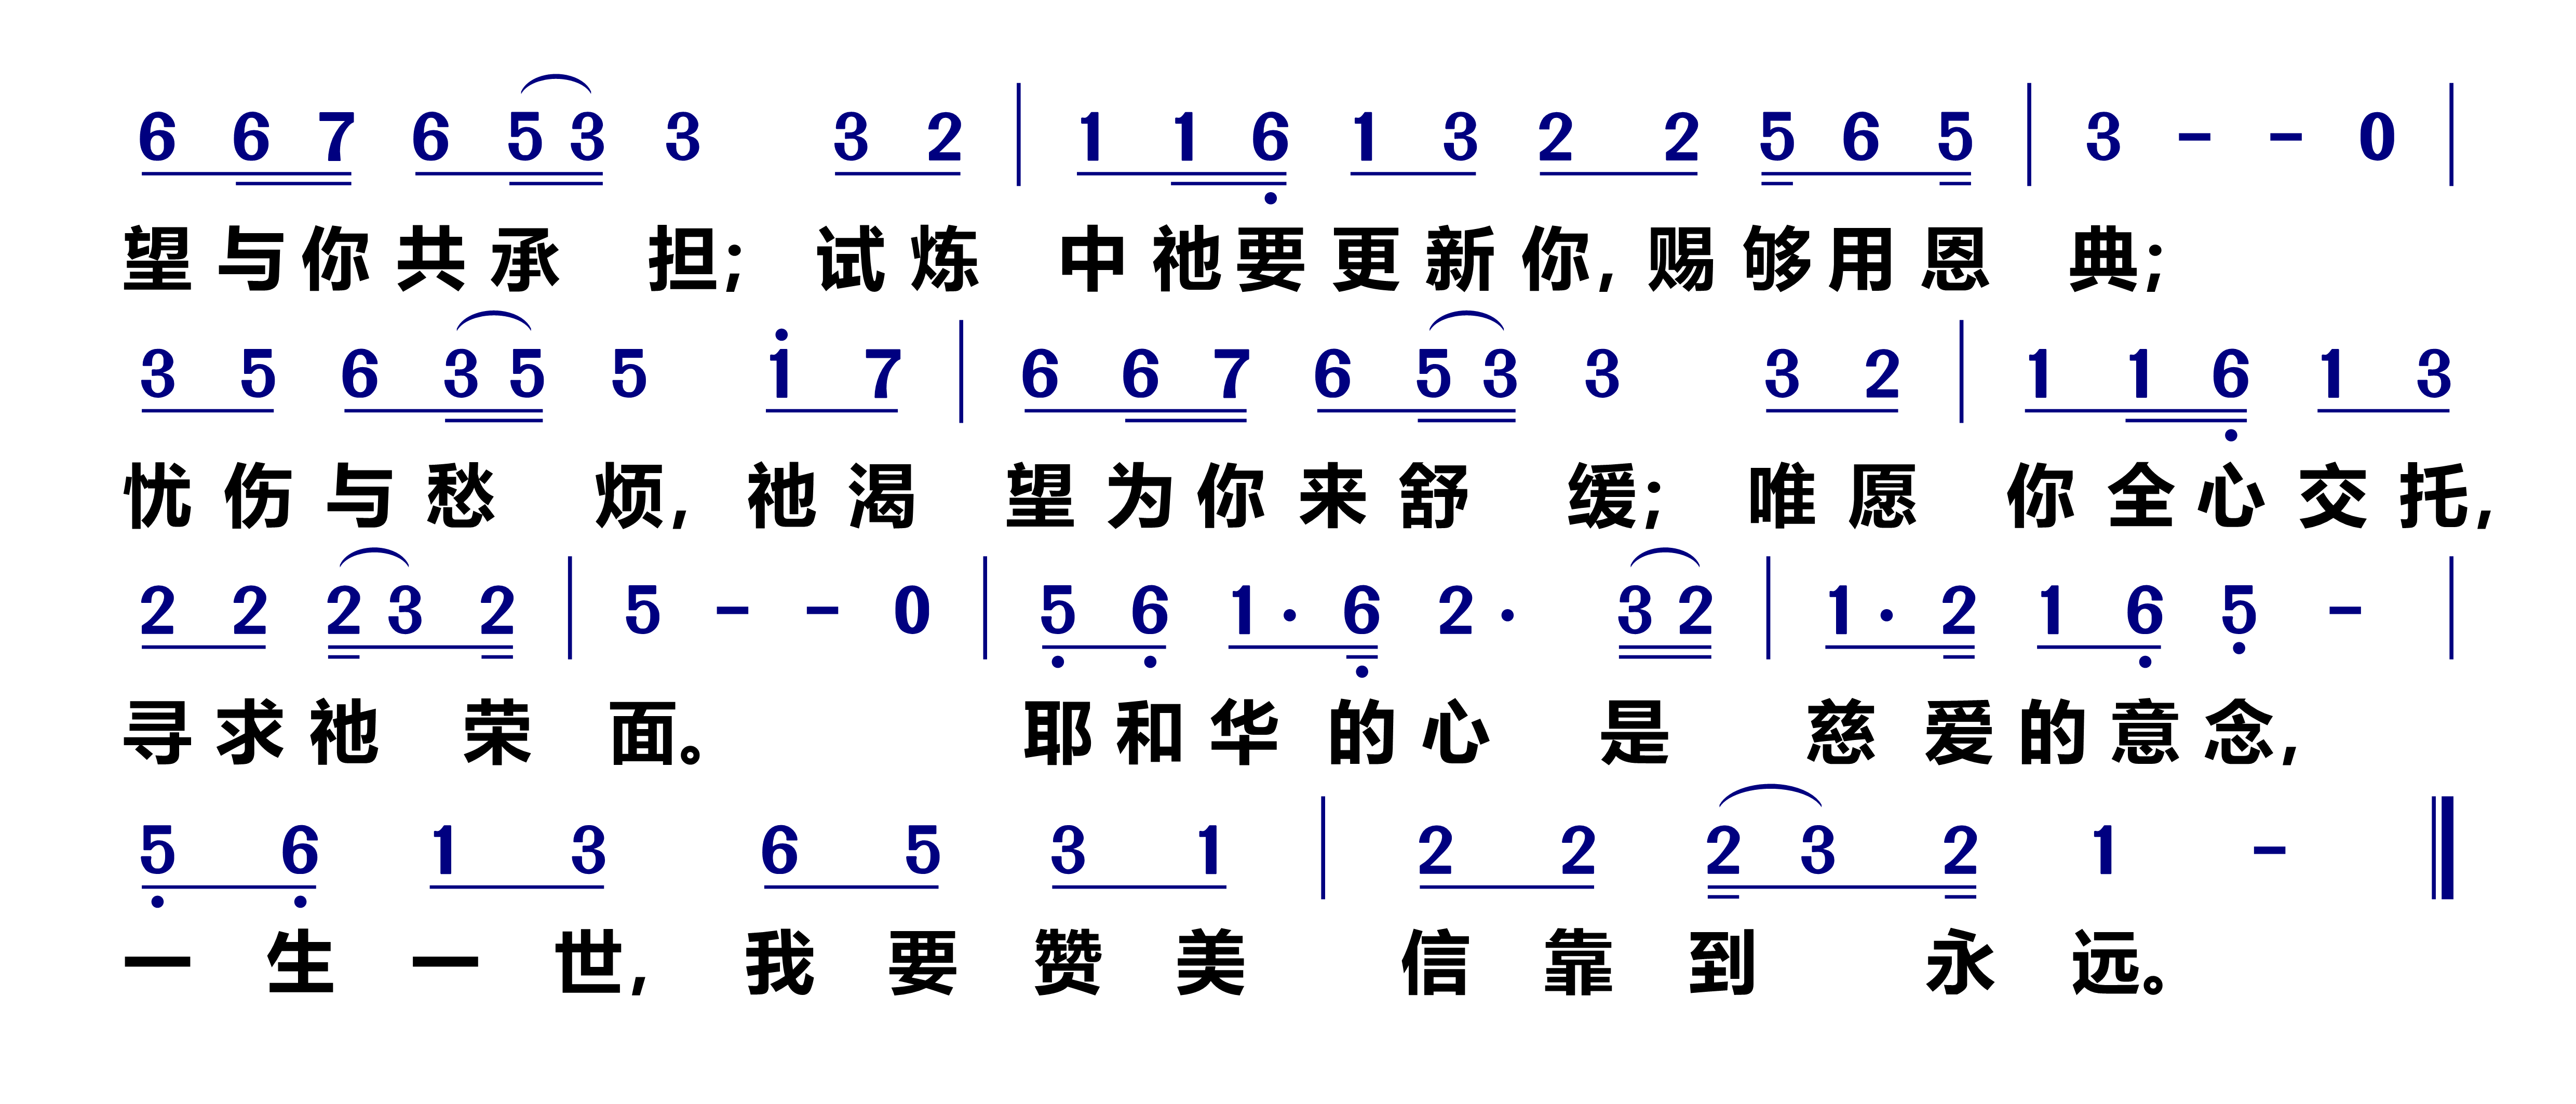 6 6 7 6 5 3 3 3 2 | 1 1 6̣ 1 3 2 2 5 6 5 | 3 - - 0 |
望与你共承 担; 试炼 中祂要更新你, 赐够用恩 典;
3 5 6 3 5 5 1̇ 7 | 6 6 7 6 5 3 3 3 2 | 1 1 6̣ 1 3
忧伤与愁 烦, 祂渴 望为你来舒 缓; 唯愿 你全心交托,
2 2 2 3 2 | 5 - - 0 | 5̣ 6̣ 1· 6̣ 2· 3 2 | 1· 2 1 6̣ 5̣ - |
寻求祂 荣 面。 耶和华 的心 是 慈 爱的意念,
5̣ 6̣ 1 3 6 5 3 1 | 2 2 2 3 2 1 - ‖
一 生 一 世, 我 要 赞 美 信 靠 到 永 远。